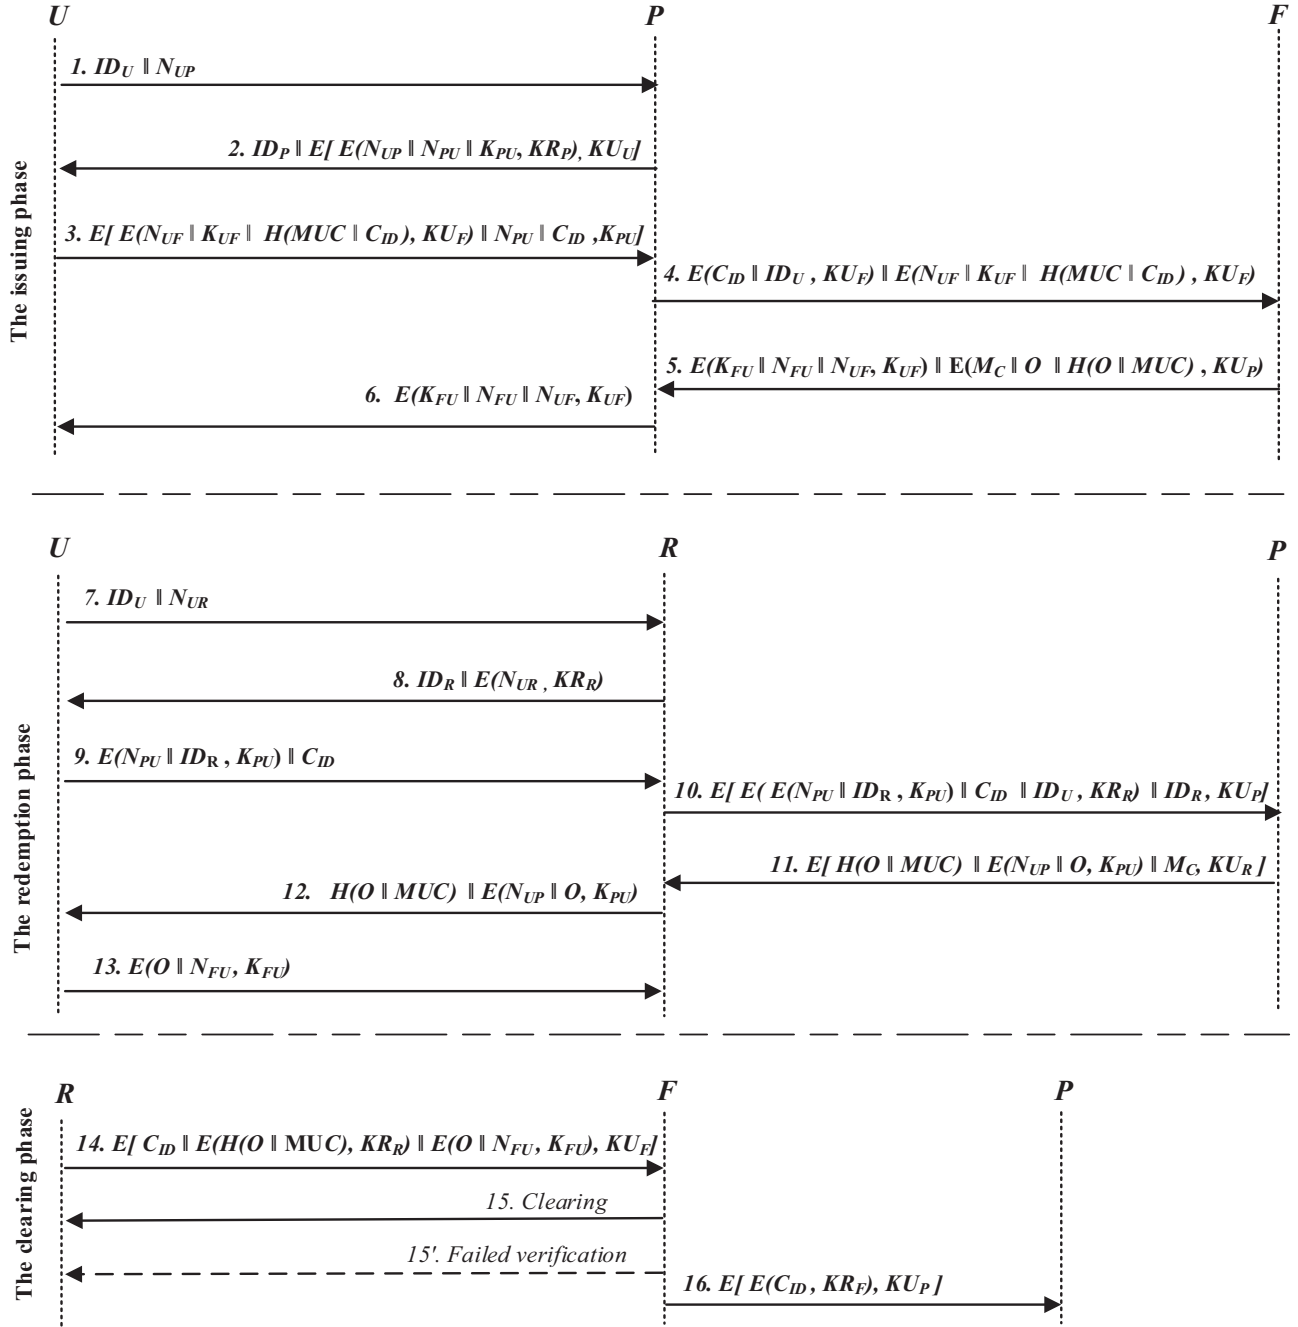 U P F
The issuing phase
1. ID_U ‖ N_UP
2. ID_P ‖ E[ E(N_UP ‖ N_PU ‖ K_PU, KR_P), KU_U]
3. E[ E(N_UF ‖ K_UF ‖ H(MUC ‖ C_ID), KU_F) ‖ N_PU ‖ C_ID ,K_PU]
4. E(C_ID ‖ ID_U , KU_F) ‖ E(N_UF ‖ K_UF ‖ H(MUC ‖ C_ID) , KU_F)
5. E(K_FU ‖ N_FU ‖ N_UF, K_UF) ‖ E(M_C ‖ O ‖ H(O ‖ MUC) , KU_P)
6. E(K_FU ‖ N_FU ‖ N_UF, K_UF)
U R P
The redemption phase
7. ID_U ‖ N_UR
8. ID_R ‖ E(N_UR , KR_R)
9. E(N_PU ‖ ID_R , K_PU) ‖ C_ID
10. E[ E( E(N_PU ‖ ID_R , K_PU) ‖ C_ID ‖ ID_U , KR_R) ‖ ID_R, KU_P]
11. E[ H(O ‖ MUC) ‖ E(N_UP ‖ O, K_PU) ‖ M_C, KU_R ]
12. H(O ‖ MUC) ‖ E(N_UP ‖ O, K_PU)
13. E(O ‖ N_FU, K_FU)
R F P
The clearing phase
14. E[ C_ID ‖ E(H(O ‖ MUC), KR_R) ‖ E(O ‖ N_FU, K_FU), KU_F]
15. Clearing
15'. Failed verification
16. E[ E(C_ID , KR_F), KU_P ]